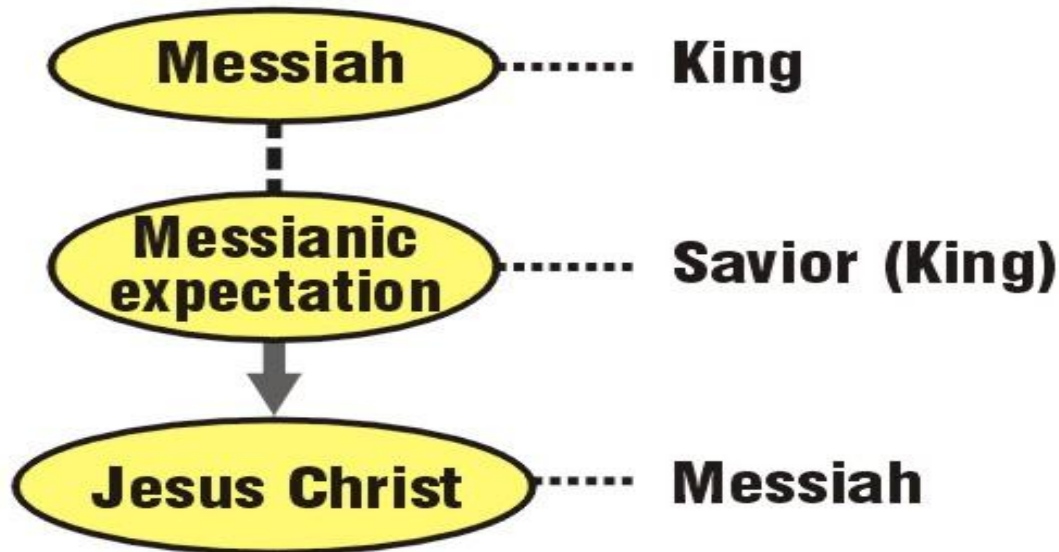 Messiah King
Messianic
expectation
Savior (King)
Jesus Christ Messiah